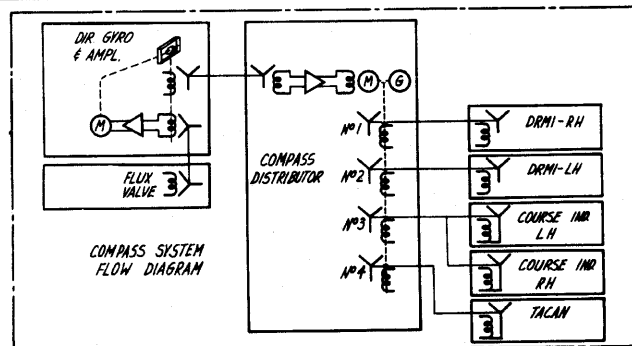 DIR GYRO
& AMPL.
M
FLUX
VALVE
COMPASS SYSTEM
FLOW DIAGRAM
M
G
COMPASS
DISTRIBUTOR
Nº1
Nº2
Nº3
Nº4
DRMI-RH
DRMI-LH
COURSE IND.
LH
COURSE IND.
RH
TACAN